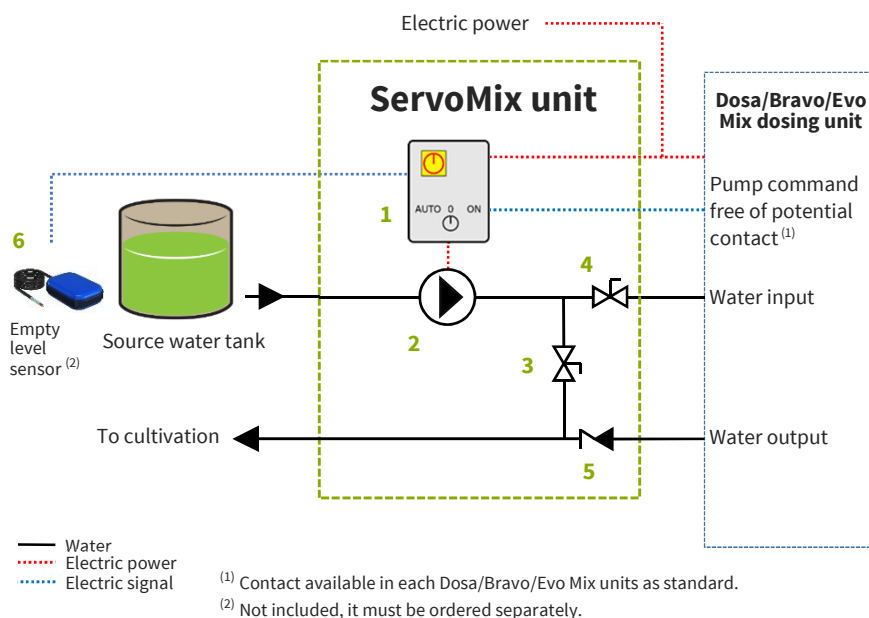 Electric power
ServoMix unit
Dosa/Bravo/Evo
Mix dosing unit
AUTO 0 ON
1
Pump command
free of potential
contact (1)
6
4
Water input
2
Empty
level
sensor (2)
Source water tank
3
To cultivation
Water output
5
Water
Electric power
Electric signal
(1) Contact available in each Dosa/Bravo/Evo Mix units as standard.
(2) Not included, it must be ordered separately.